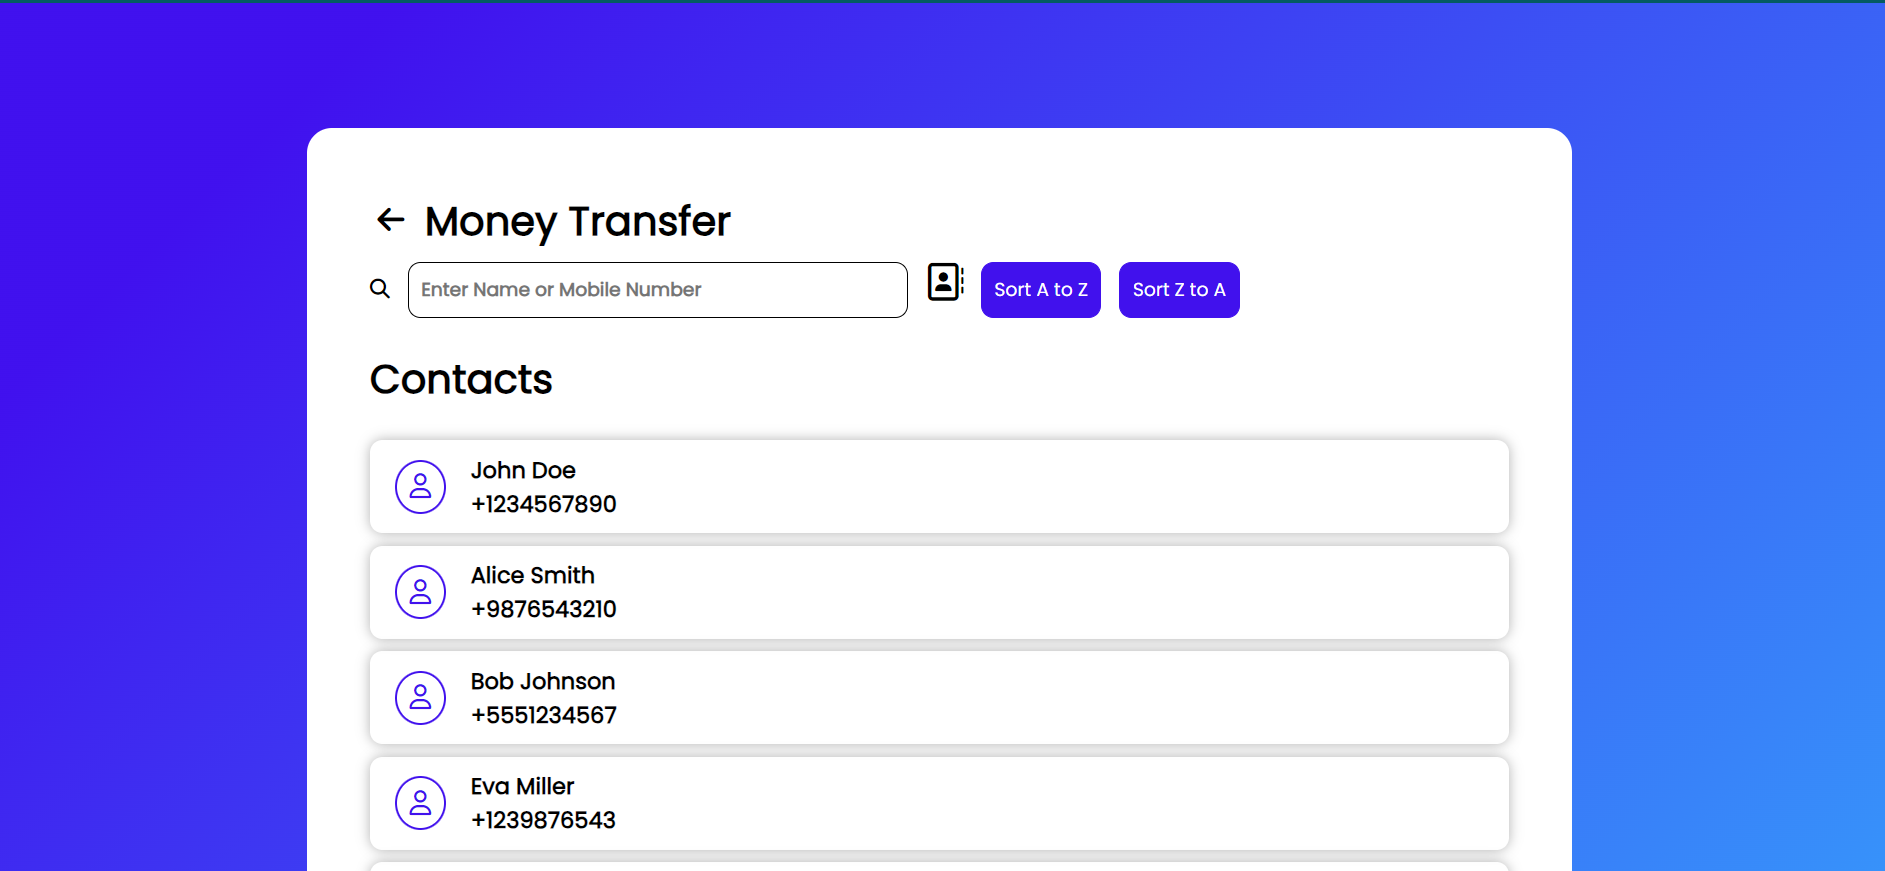 Money Transfer
Enter Name or Mobile Number
Sort A to Z
Sort Z to A
Contacts
John Doe
+1234567890
Alice Smith
+9876543210
Bob Johnson
+5551234567
Eva Miller
+1239876543